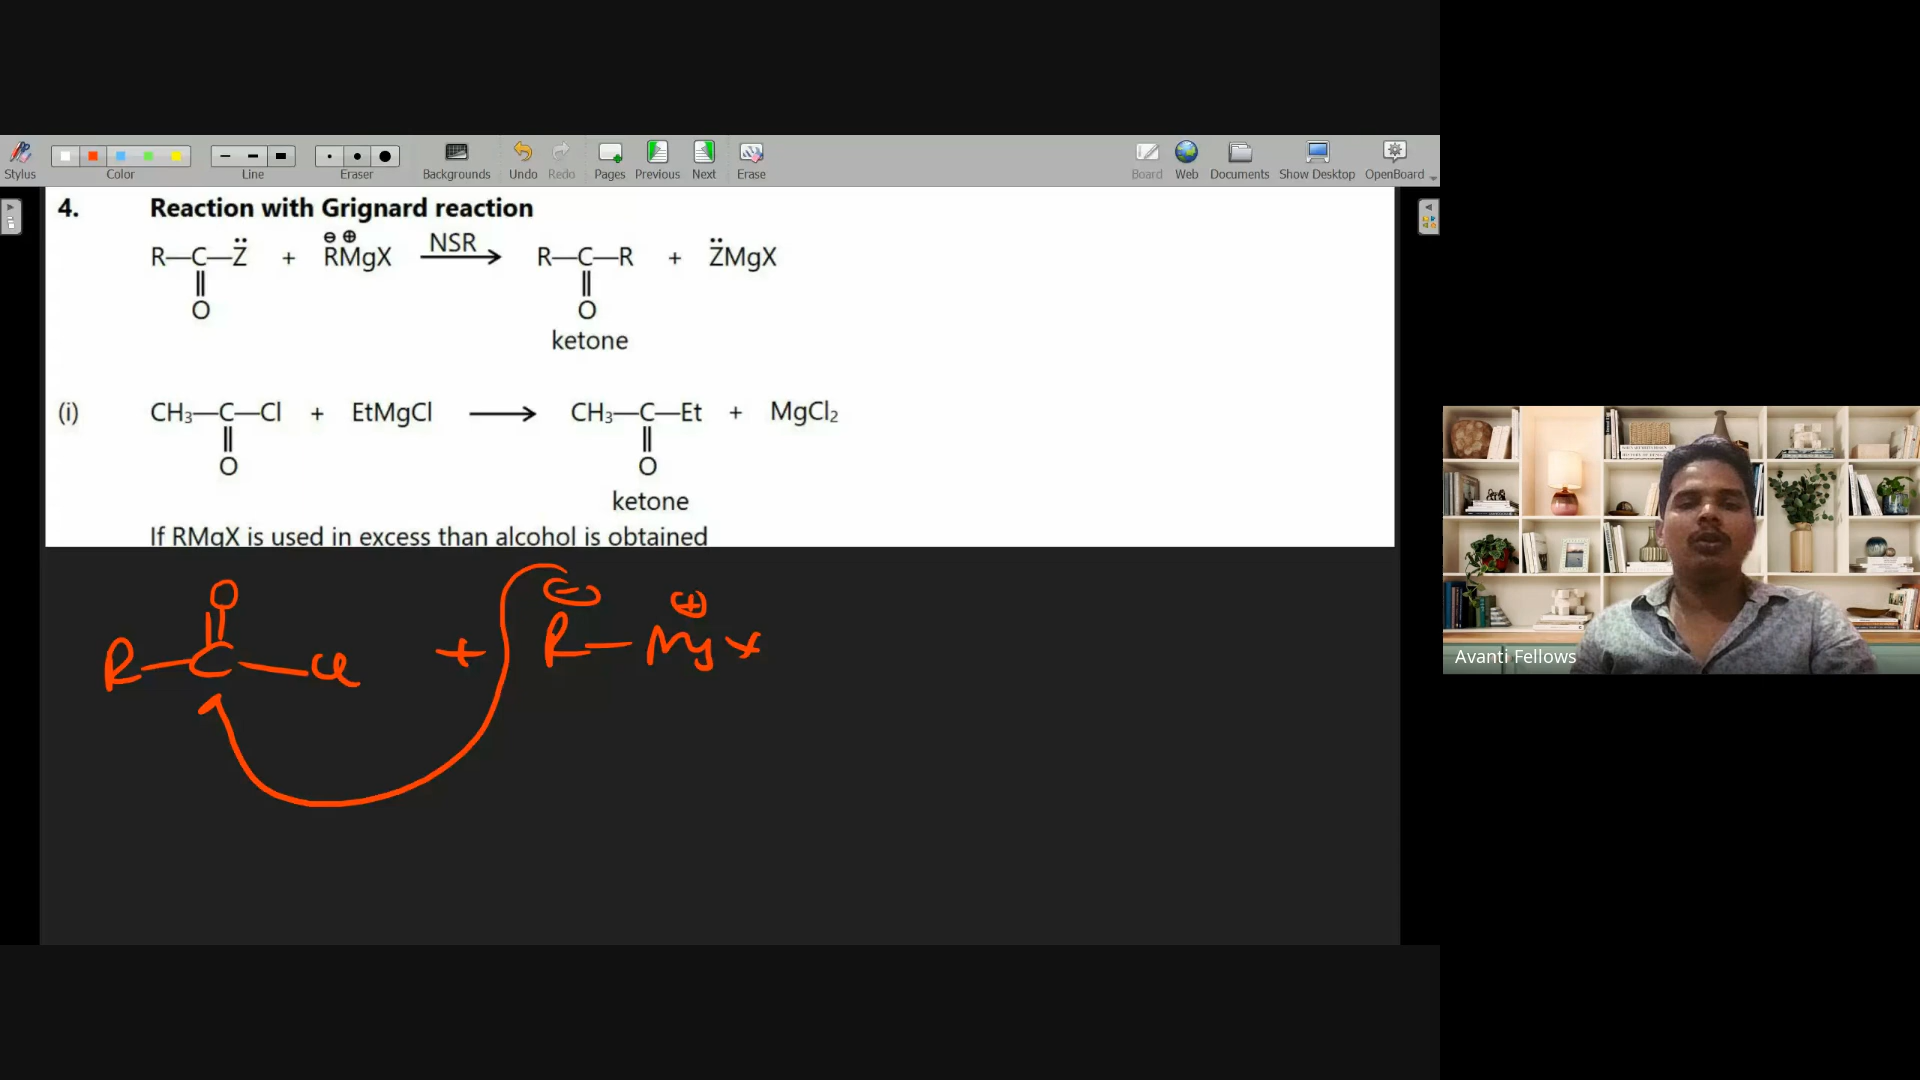 Stylus Color Line Eraser Backgrounds Undo Redo Pages Previous Next Erase Board Web Documents Show Desktop OpenBoard
4. Reaction with Grignard reaction
R—C—Z̈ + RMgX NSR → R—C—R + Z̈MgX
⊖ ⊕
O O
ketone
(i) CH₃—C—Cl + EtMgCl → CH₃—C—Et + MgCl₂
O O
ketone
If RMgX is used in excess than alcohol is obtained
O ⊖ ⊕
R—C—Cl + R—Mgx
Avanti Fellows